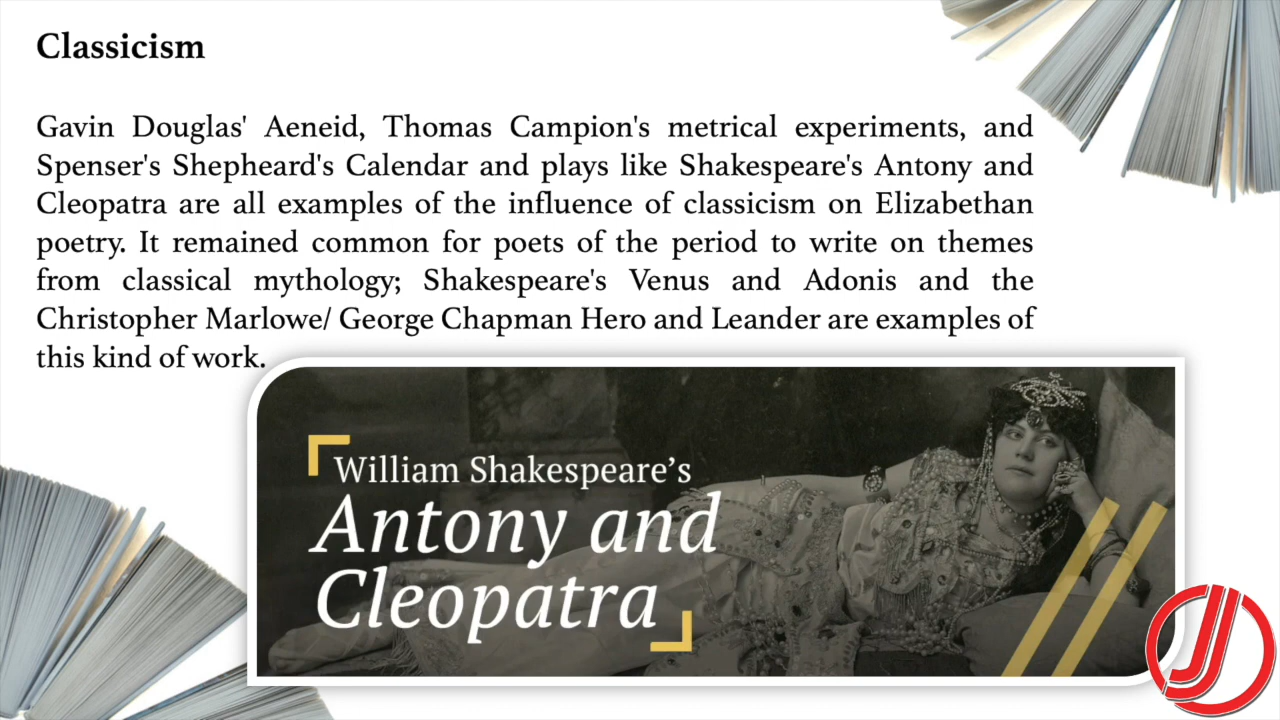 Classicism
Gavin Douglas' Aeneid, Thomas Campion's metrical experiments, and
Spenser's Shepheard's Calendar and plays like Shakespeare's Antony and
Cleopatra are all examples of the influence of classicism on Elizabethan
poetry. It remained common for poets of the period to write on themes
from classical mythology; Shakespeare's Venus and Adonis and the
Christopher Marlowe/ George Chapman Hero and Leander are examples of
this kind of work.
William Shakespeare's
Antony and
Cleopatra